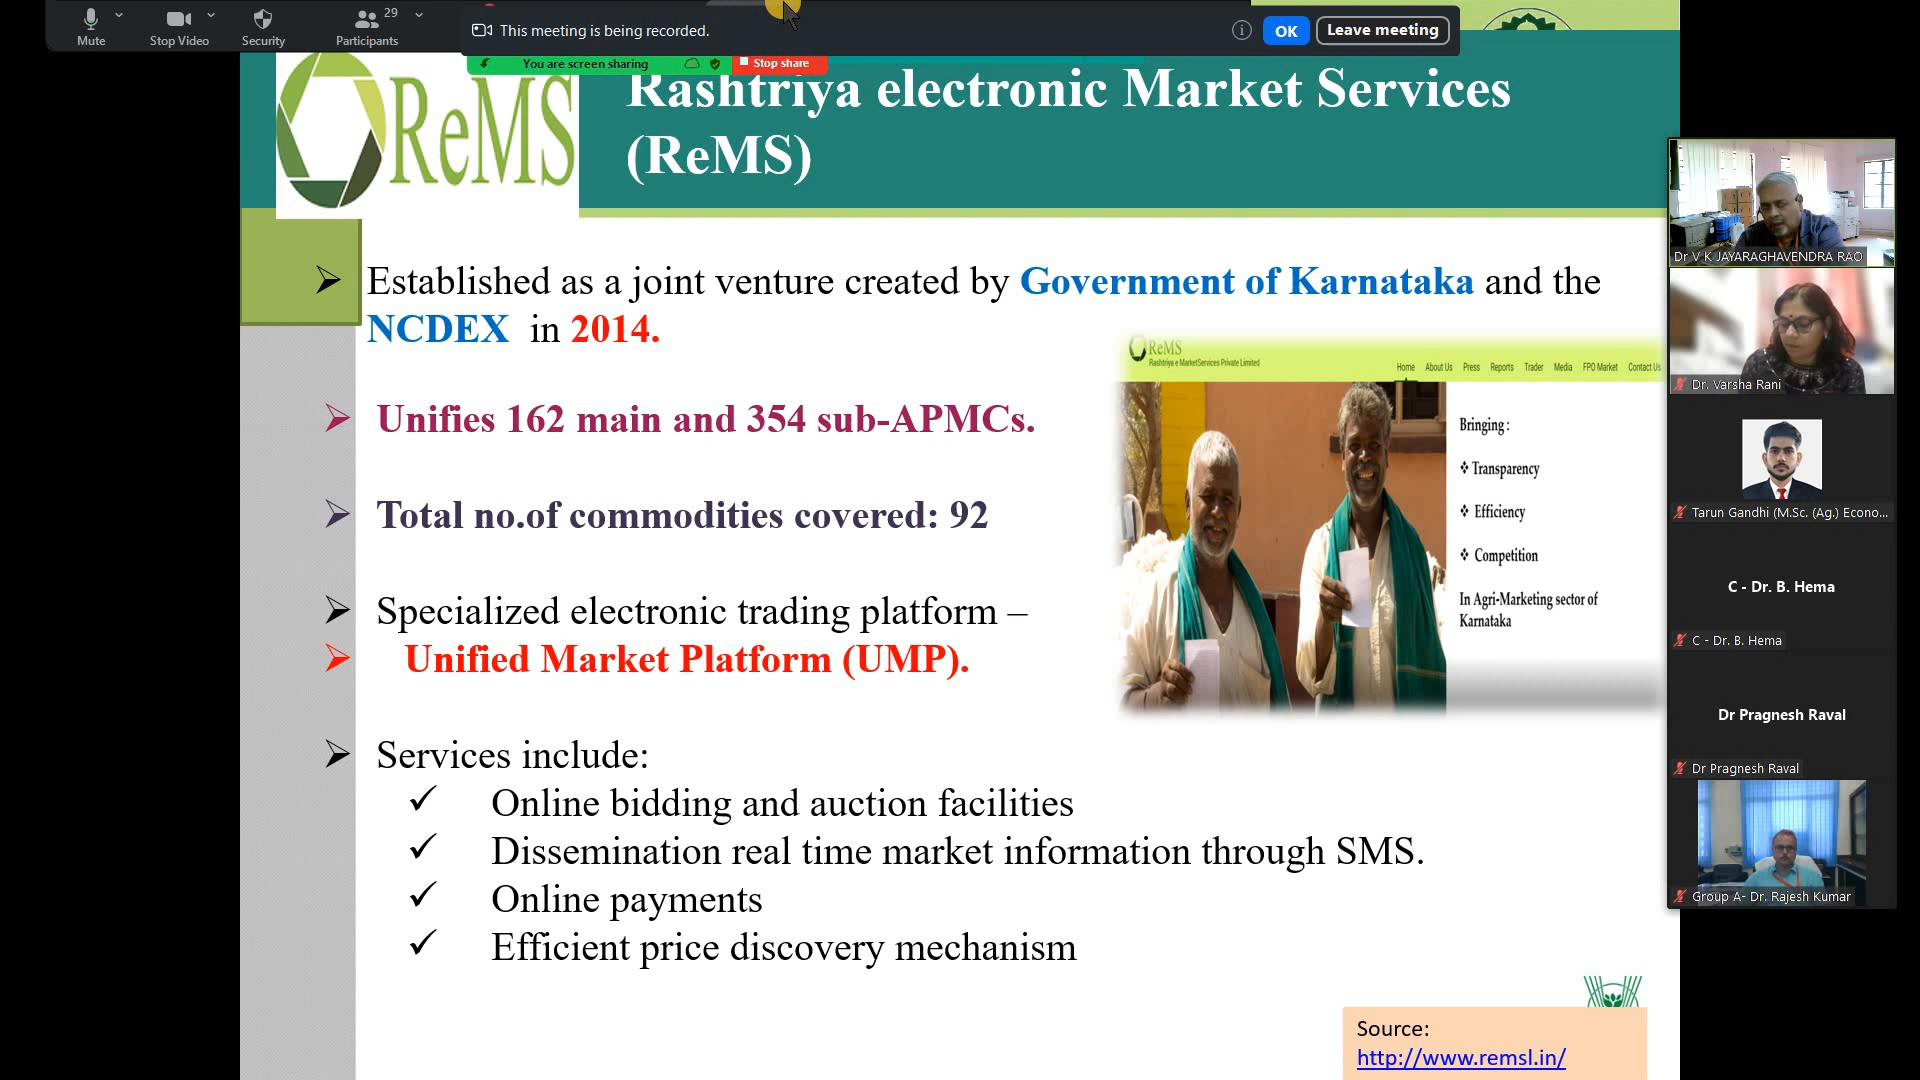 Mute
Stop Video
Security
Participants
29
This meeting is being recorded.
OK
Leave meeting
You are screen sharing
Stop share
ReMS
Rashtriya electronic Market Services
(ReMS)
Established as a joint venture created by Government of Karnataka and the
NCDEX in 2014.
Unifies 162 main and 354 sub-APMCs.
Total no.of commodities covered: 92
Specialized electronic trading platform –
Unified Market Platform (UMP).
Services include:
Online bidding and auction facilities
Dissemination real time market information through SMS.
Online payments
Efficient price discovery mechanism
ReMS
Rashtriya e MarketServices Private Limited
Home About Us Press Reports Trader Media FPO Market Contact Us
Bringing :
Transparency
Efficiency
Competition
In Agri-Marketing sector of
Karnataka
Source:
http://www.remsl.in/
Dr V K JAYARAGHAVENDRA RAO
Dr. Varsha Rani
Tarun Gandhi (M.Sc. (Ag.) Econo...
C - Dr. B. Hema
C - Dr. B. Hema
Dr Pragnesh Raval
Dr Pragnesh Raval
Group A- Dr. Rajesh Kumar